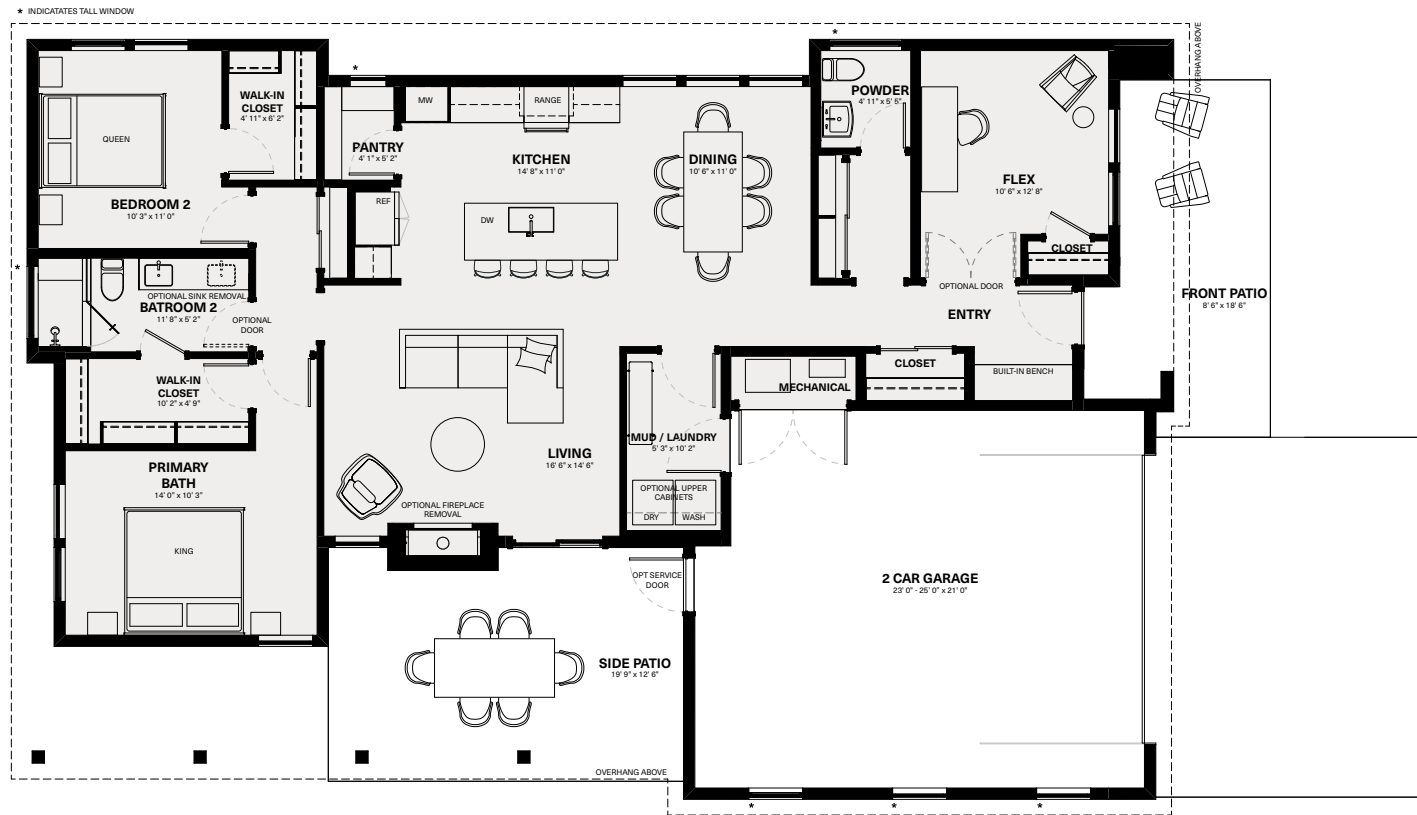 * INDICATATES TALL WINDOW
*
*
*
OVERHANG ABOVE
WALK-IN
CLOSET
4' 11" x 6' 2"
QUEEN
BEDROOM 2
10' 3" x 11' 0"
PANTRY
4' 1" x 5' 2"
MW
RANGE
KITCHEN
14' 8" x 11' 0"
REF
DW
DINING
10' 6" x 11' 0"
POWDER
4' 11" x 5' 5"
FLEX
10' 6" x 12' 8"
CLOSET
OPTIONAL DOOR
ENTRY
FRONT PATIO
8' 6" x 18' 6"
OPTIONAL SINK REMOVAL
BATROOM 2
11' 8" x 5' 2"
OPTIONAL
DOOR
WALK-IN
CLOSET
10' 2" x 4' 9"
CLOSET
BUILT-IN BENCH
MECHANICAL
MUD / LAUNDRY
5' 3" x 10' 2"
LIVING
16' 6" x 14' 6"
PRIMARY
BATH
14' 0" x 10' 3"
OPTIONAL UPPER
CABINETS
DRY
WASH
OPTIONAL FIREPLACE
REMOVAL
KING
OPT SERVICE
DOOR
2 CAR GARAGE
23' 0" - 25' 0" x 21' 0"
SIDE PATIO
19' 9" x 12' 6"
OVERHANG ABOVE
*
*
*